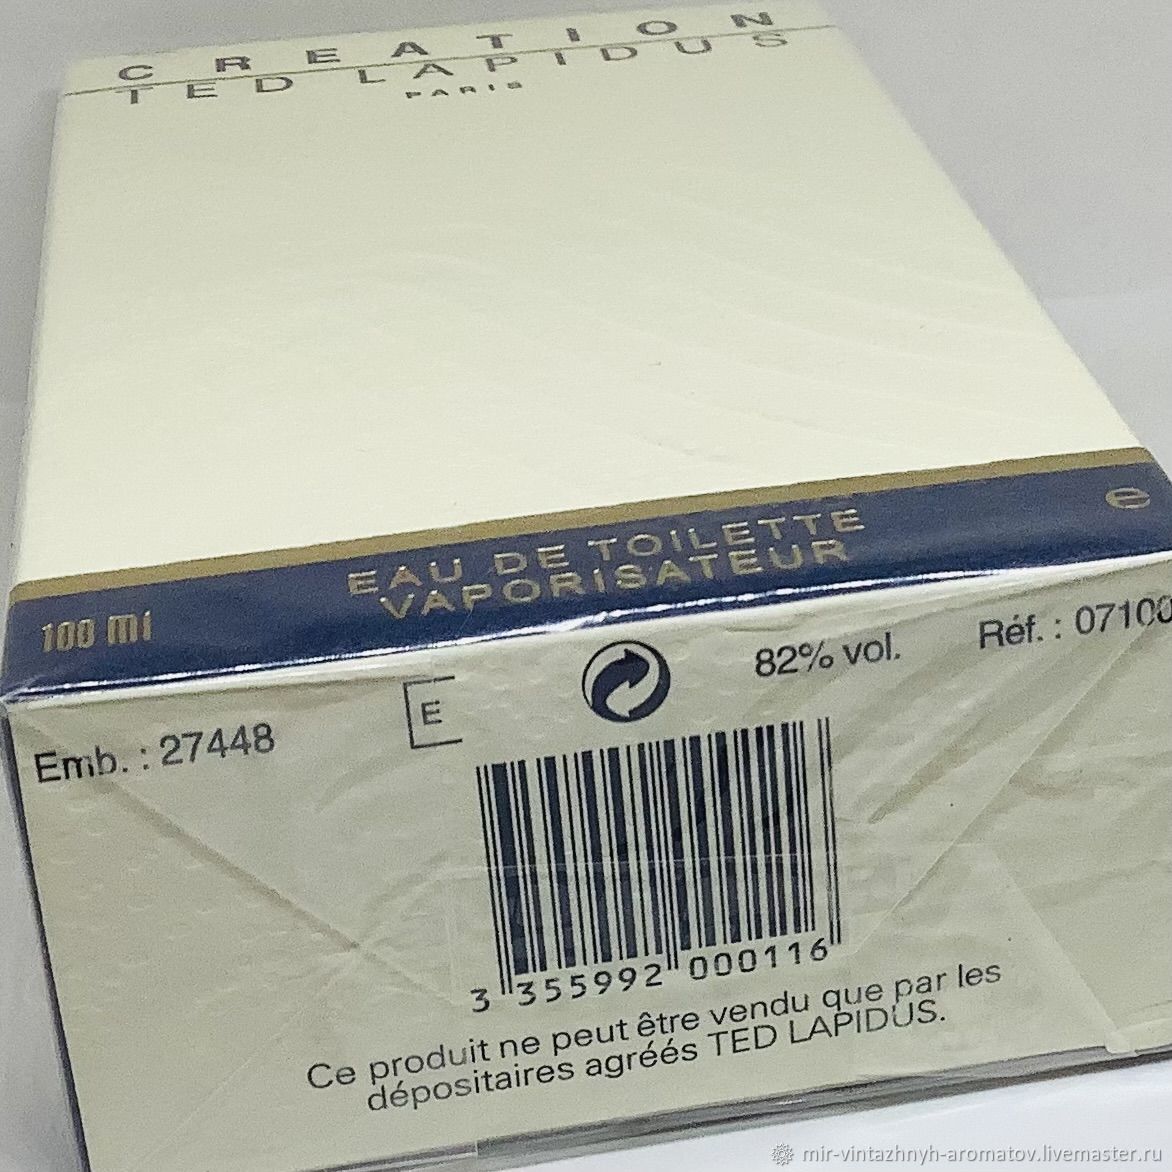 CREATION
TED LAPIDUS
PARIS
EAU DE TOILETTE
VAPORISATEUR
100 ml
e
Emb. : 27448
E
82% vol.
Réf. : 07100
3 355992 000116
Ce produit ne peut être vendu que par les
dépositaires agréés TED LAPIDUS.
mir-vintazhnyh-aromatov.livemaster.ru